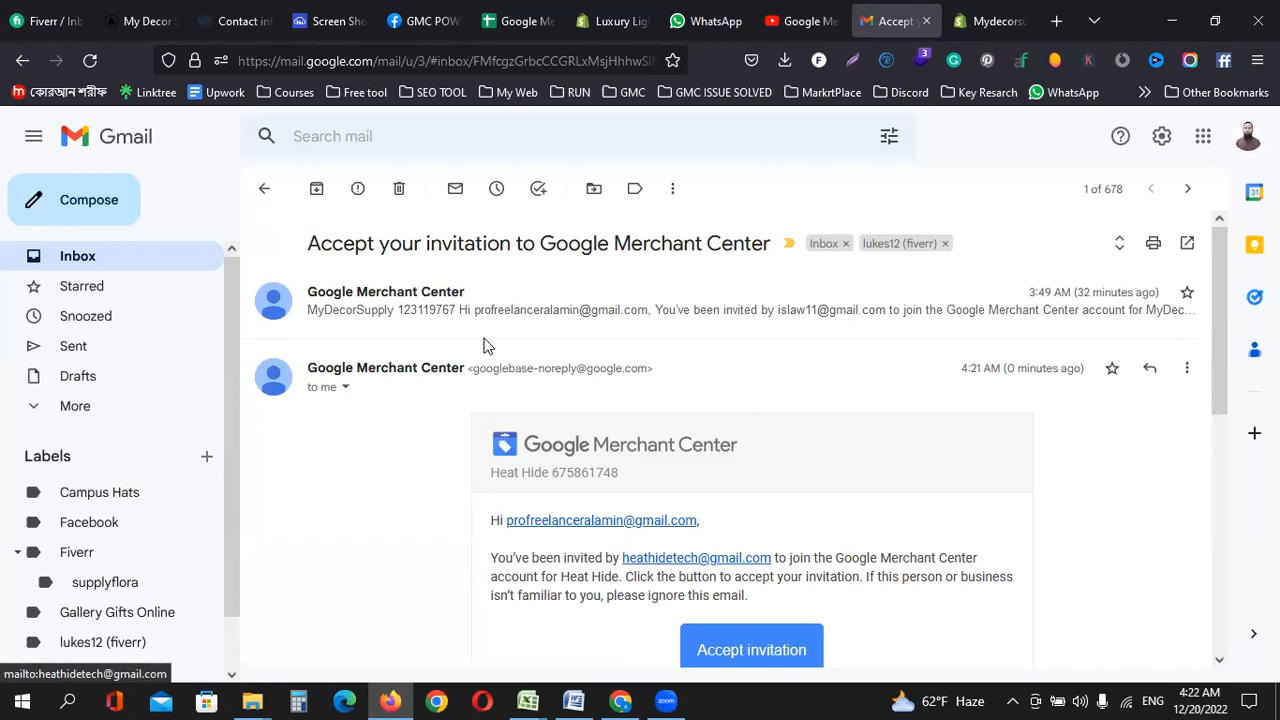 Fiverr / Inb
My Decor S
Contact inf
Screen Sho
GMC POW
Google Me
Luxury Lig
WhatsApp
Google Me
Accept y
Mydecorsu
https://mail.google.com/mail/u/3/#inbox/FMfcgzGrbcCCGRLxMsjHhhwSlM
3
কোরআন শরীফ
Linktree
Upwork
Courses
Free tool
SEO TOOL
My Web
RUN
GMC
GMC ISSUE SOLVED
MarkrtPlace
Discord
Key Resarch
WhatsApp
Other Bookmarks
Gmail
Search mail
Compose
1 of 678
Inbox
Starred
Snoozed
Sent
Drafts
More
Labels
Campus Hats
Facebook
Fiverr
supplyflora
Gallery Gifts Online
lukes12 (fiverr)
Accept your invitation to Google Merchant Center
Inbox ×
lukes12 (fiverr) ×
Google Merchant Center
3:49 AM (32 minutes ago)
MyDecorSupply 123119767 Hi profreelanceralamin@gmail.com, You've been invited by islaw11@gmail.com to join the Google Merchant Center account for MyDec...
Google Merchant Center <googlebase-noreply@google.com>
4:21 AM (0 minutes ago)
to me
Google Merchant Center
Heat Hide 675861748
Hi profreelanceralamin@gmail.com,
You've been invited by heathidetech@gmail.com to join the Google Merchant Center
account for Heat Hide. Click the button to accept your invitation. If this person or business
isn't familiar to you, please ignore this email.
Accept invitation
31
mailto:heathidetech@gmail.com
62°F Haze
ENG
4:22 AM
12/20/2022